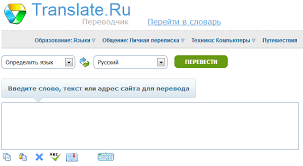 Translate.Ru
Переводчик Перейти в словарь
Образование: Языки Общение: Личная переписка Техника: Компьютеры Путешествия
Определить язык Русский ПЕРЕВЕСТИ
Введите слово, текст или адрес сайта для перевода
ABC